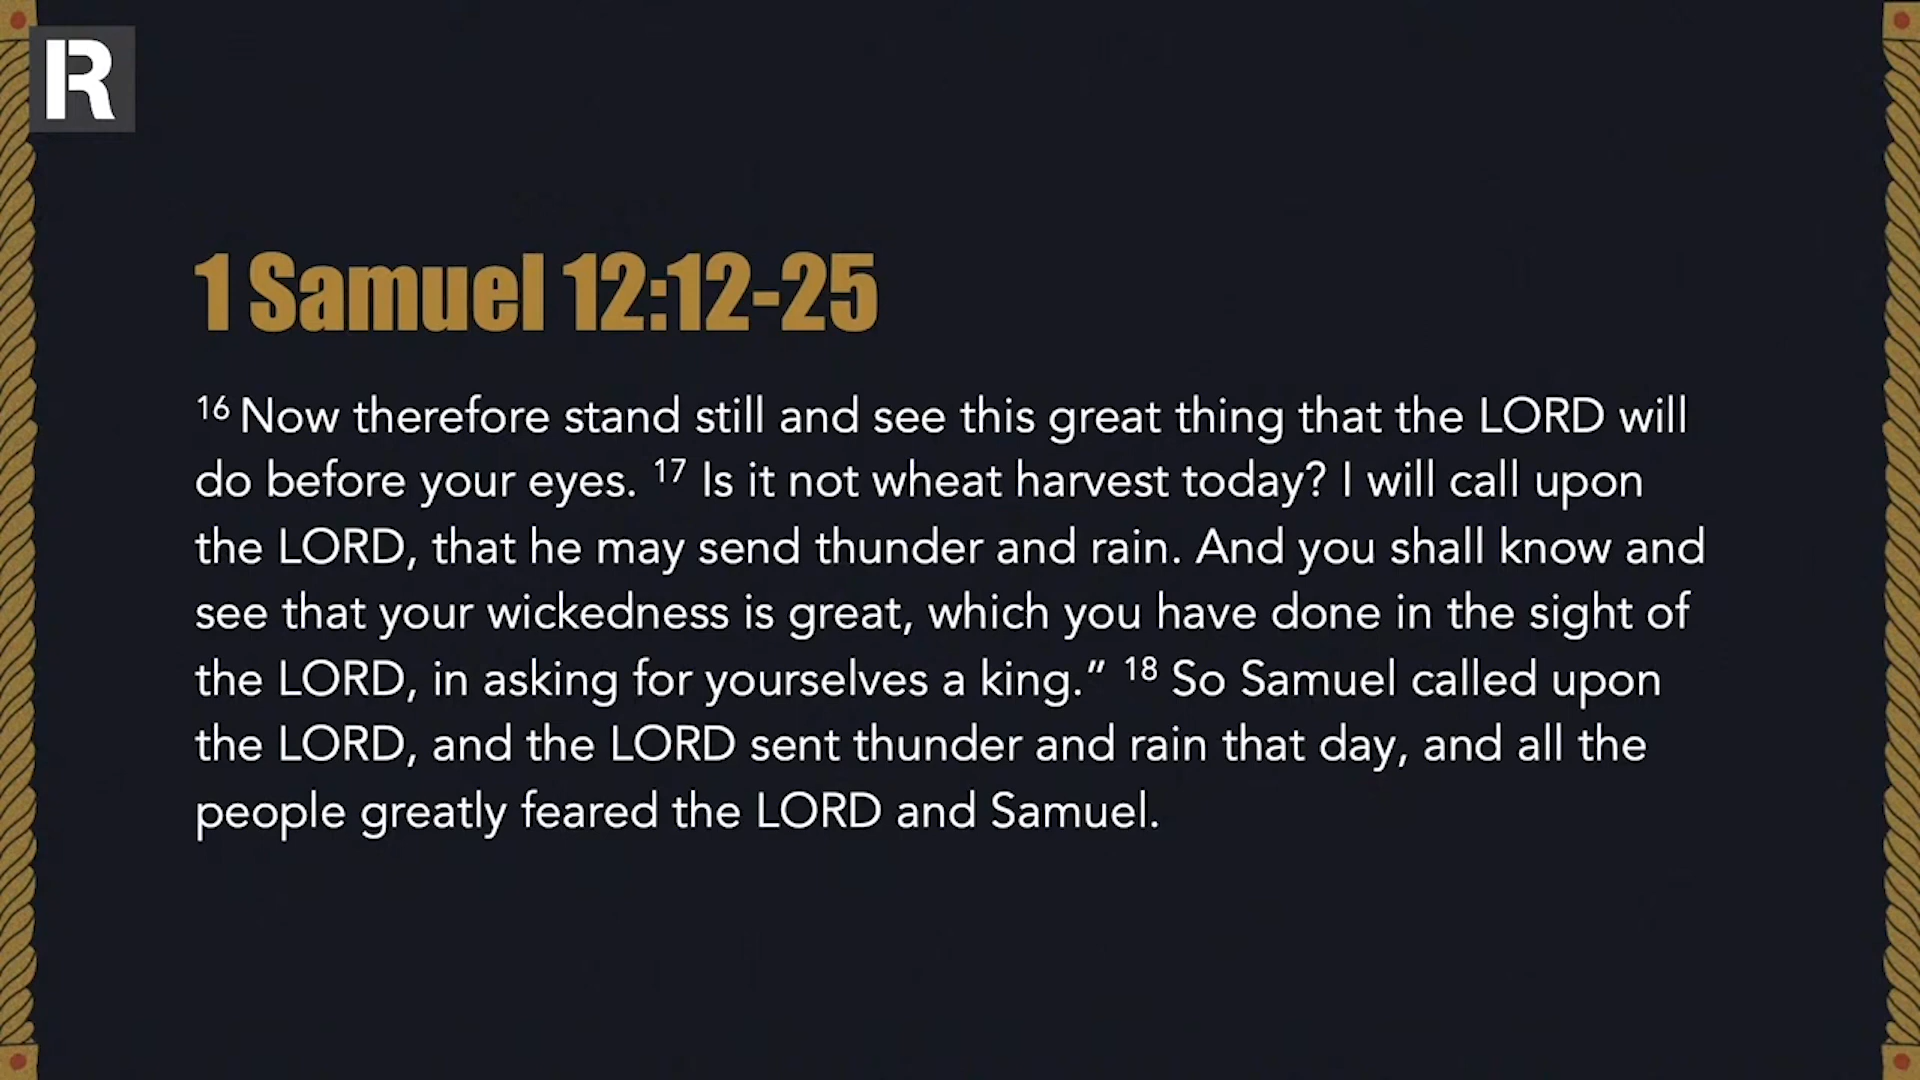 R
1 Samuel 12:12-25
16 Now therefore stand still and see this great thing that the LORD will
do before your eyes. 17 Is it not wheat harvest today? I will call upon
the LORD, that he may send thunder and rain. And you shall know and
see that your wickedness is great, which you have done in the sight of
the LORD, in asking for yourselves a king.” 18 So Samuel called upon
the LORD, and the LORD sent thunder and rain that day, and all the
people greatly feared the LORD and Samuel.